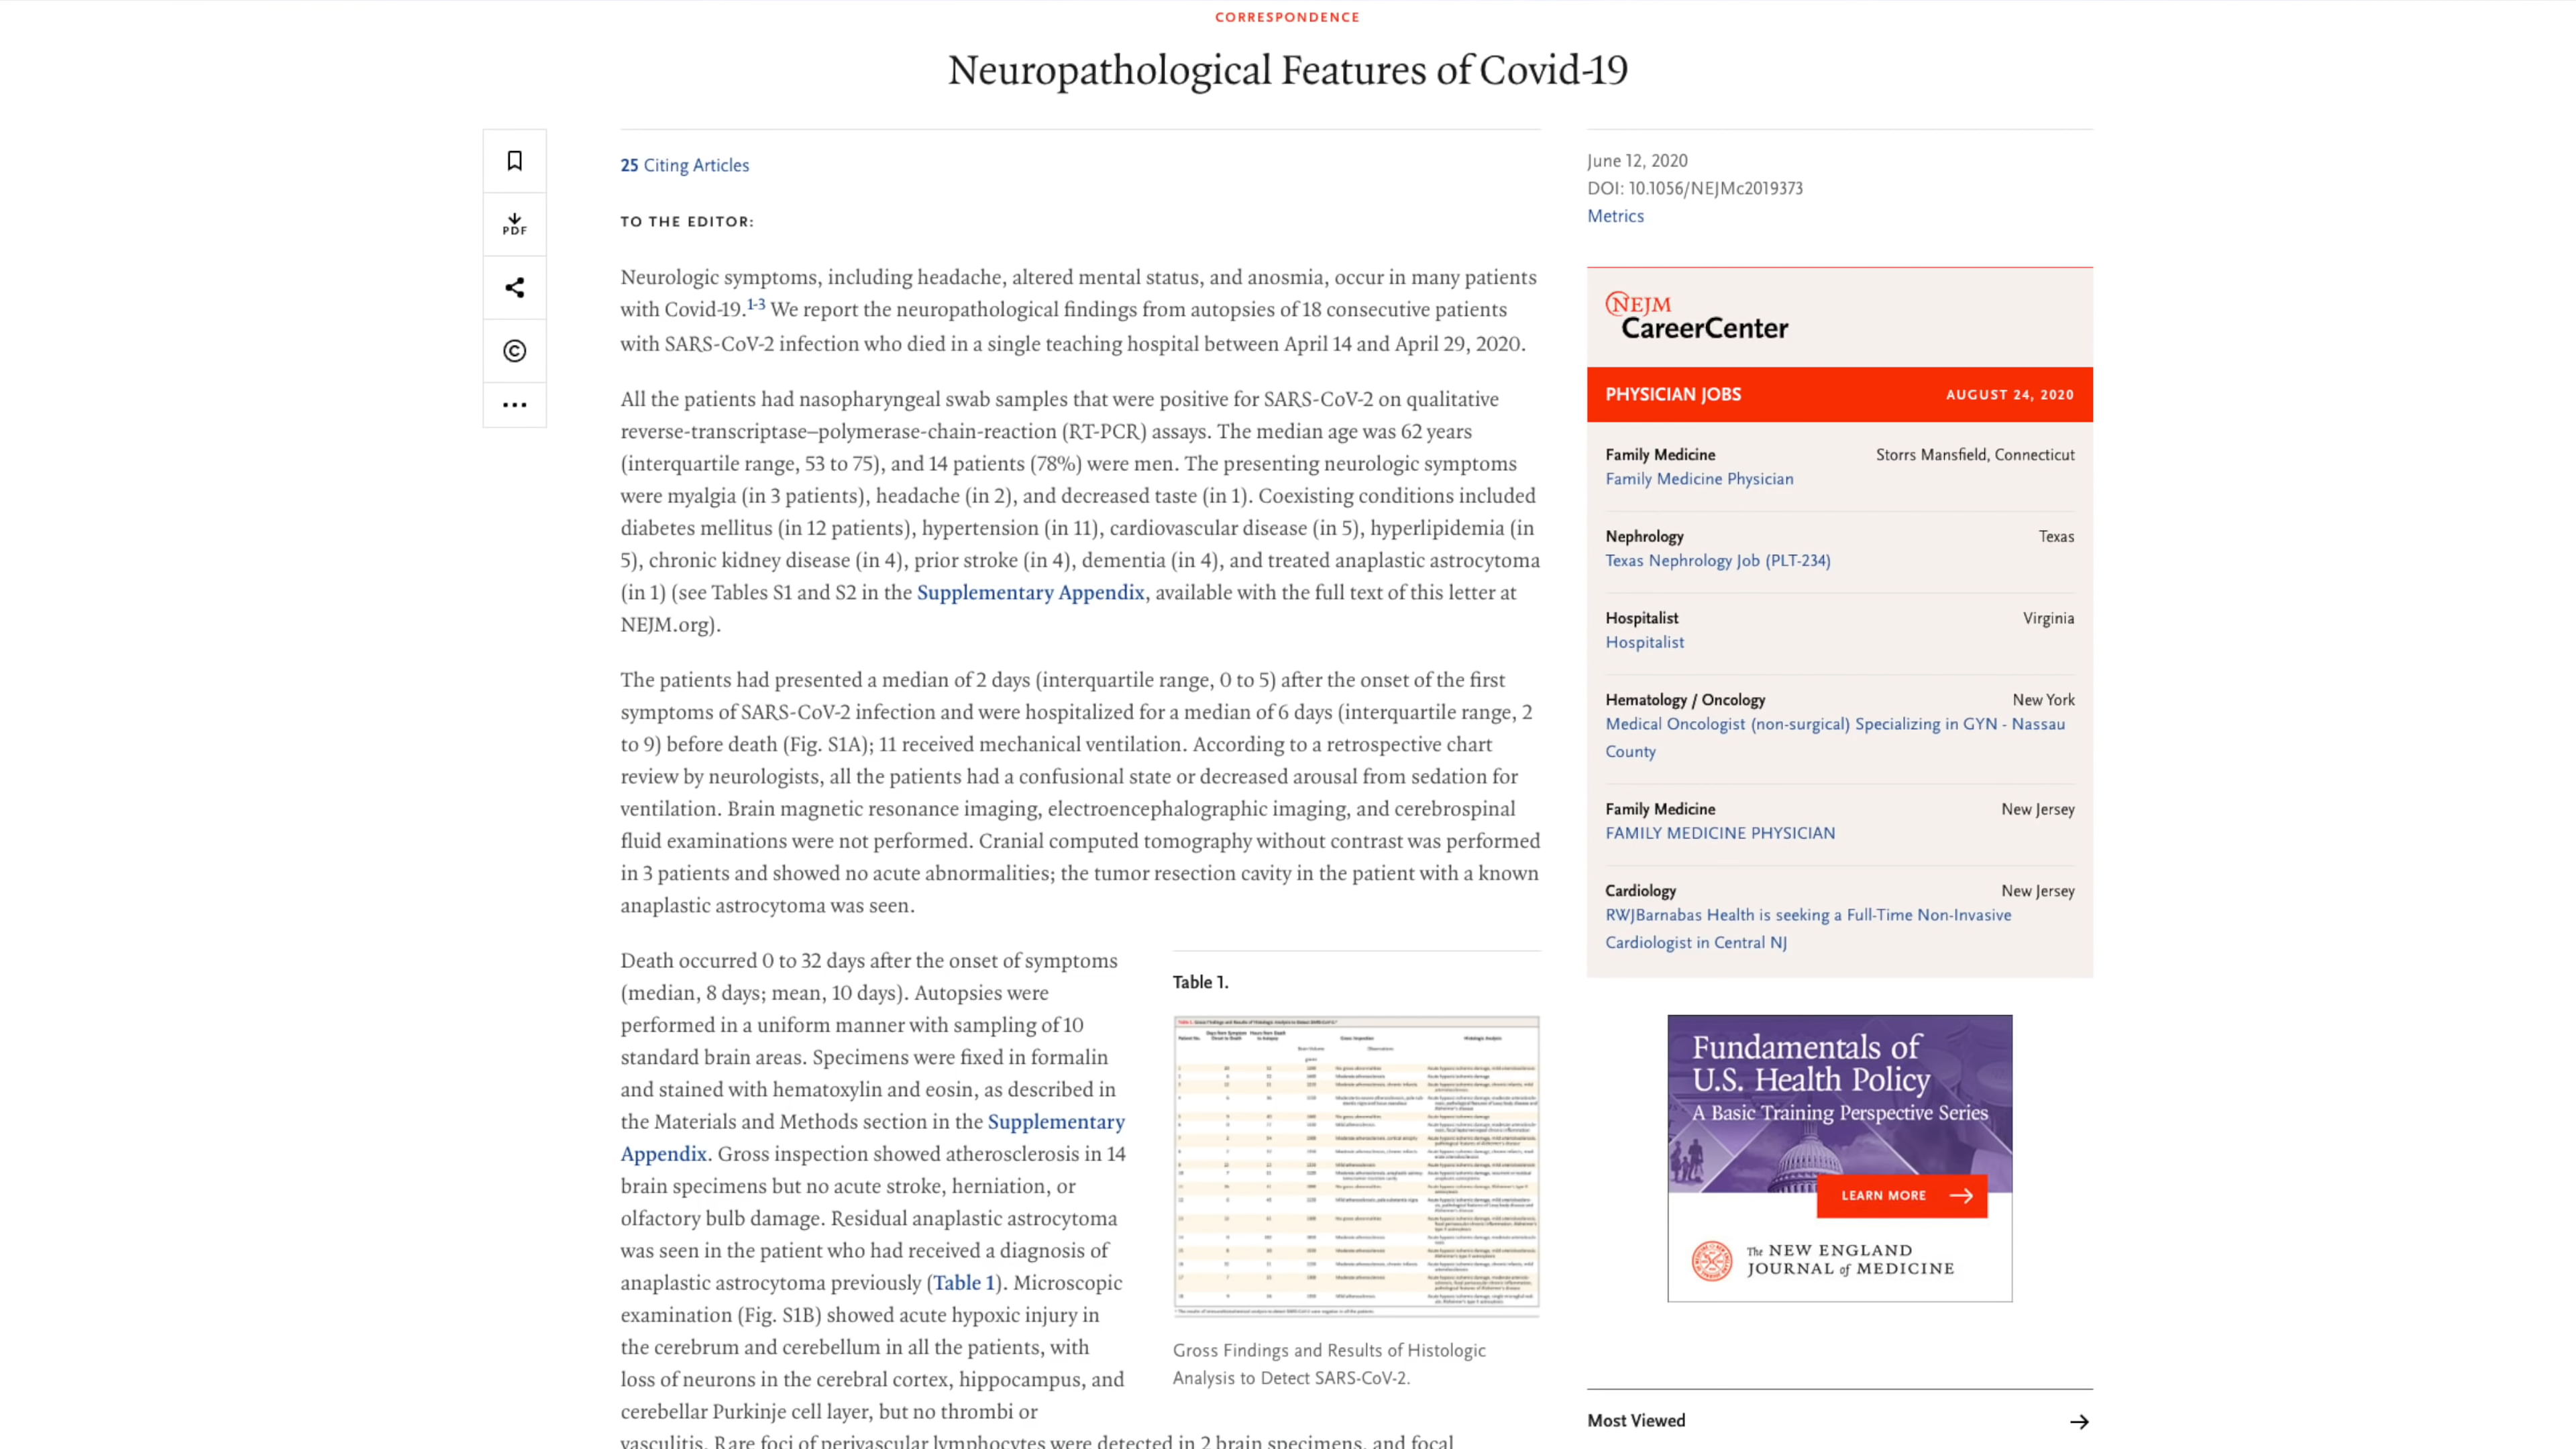 CORRESPONDENCE
Neuropathological Features of Covid-19
PDF
25 Citing Articles
TO THE EDITOR:
Neurologic symptoms, including headache, altered mental status, and anosmia, occur in many patients
with Covid-19.1-3 We report the neuropathological findings from autopsies of 18 consecutive patients
with SARS-CoV-2 infection who died in a single teaching hospital between April 14 and April 29, 2020.
All the patients had nasopharyngeal swab samples that were positive for SARS-CoV-2 on qualitative
reverse-transcriptase–polymerase-chain-reaction (RT-PCR) assays. The median age was 62 years
(interquartile range, 53 to 75), and 14 patients (78%) were men. The presenting neurologic symptoms
were myalgia (in 3 patients), headache (in 2), and decreased taste (in 1). Coexisting conditions included
diabetes mellitus (in 12 patients), hypertension (in 11), cardiovascular disease (in 5), hyperlipidemia (in
5), chronic kidney disease (in 4), prior stroke (in 4), dementia (in 4), and treated anaplastic astrocytoma
(in 1) (see Tables S1 and S2 in the Supplementary Appendix, available with the full text of this letter at
NEJM.org).
The patients had presented a median of 2 days (interquartile range, 0 to 5) after the onset of the first
symptoms of SARS-CoV-2 infection and were hospitalized for a median of 6 days (interquartile range, 2
to 9) before death (Fig. S1A); 11 received mechanical ventilation. According to a retrospective chart
review by neurologists, all the patients had a confusional state or decreased arousal from sedation for
ventilation. Brain magnetic resonance imaging, electroencephalographic imaging, and cerebrospinal
fluid examinations were not performed. Cranial computed tomography without contrast was performed
in 3 patients and showed no acute abnormalities; the tumor resection cavity in the patient with a known
anaplastic astrocytoma was seen.
Death occurred 0 to 32 days after the onset of symptoms
(median, 8 days; mean, 10 days). Autopsies were
performed in a uniform manner with sampling of 10
standard brain areas. Specimens were fixed in formalin
and stained with hematoxylin and eosin, as described in
the Materials and Methods section in the Supplementary
Appendix. Gross inspection showed atherosclerosis in 14
brain specimens but no acute stroke, herniation, or
olfactory bulb damage. Residual anaplastic astrocytoma
was seen in the patient who had received a diagnosis of
anaplastic astrocytoma previously (Table 1). Microscopic
examination (Fig. S1B) showed acute hypoxic injury in
the cerebrum and cerebellum in all the patients, with
loss of neurons in the cerebral cortex, hippocampus, and
cerebellar Purkinje cell layer, but no thrombi or
vasculitis. Rare foci of perivascular lymphocytes were detected in 2 brain specimens, and focal
Table 1.
Gross Findings and Results of Histologic
Analysis to Detect SARS-CoV-2.
June 12, 2020
DOI: 10.1056/NEJMc2019373
Metrics
NEJM
CareerCenter
PHYSICIAN JOBS AUGUST 24, 2020
Family Medicine Storrs Mansfield, Connecticut
Family Medicine Physician
Nephrology Texas
Texas Nephrology Job (PLT-234)
Hospitalist Virginia
Hospitalist
Hematology / Oncology New York
Medical Oncologist (non-surgical) Specializing in GYN - Nassau
County
Family Medicine New Jersey
FAMILY MEDICINE PHYSICIAN
Cardiology New Jersey
RWJBarnabas Health is seeking a Full-Time Non-Invasive
Cardiologist in Central NJ
Fundamentals of
U.S. Health Policy
A Basic Training Perspective Series
LEARN MORE
The NEW ENGLAND
JOURNAL of MEDICINE
Most Viewed